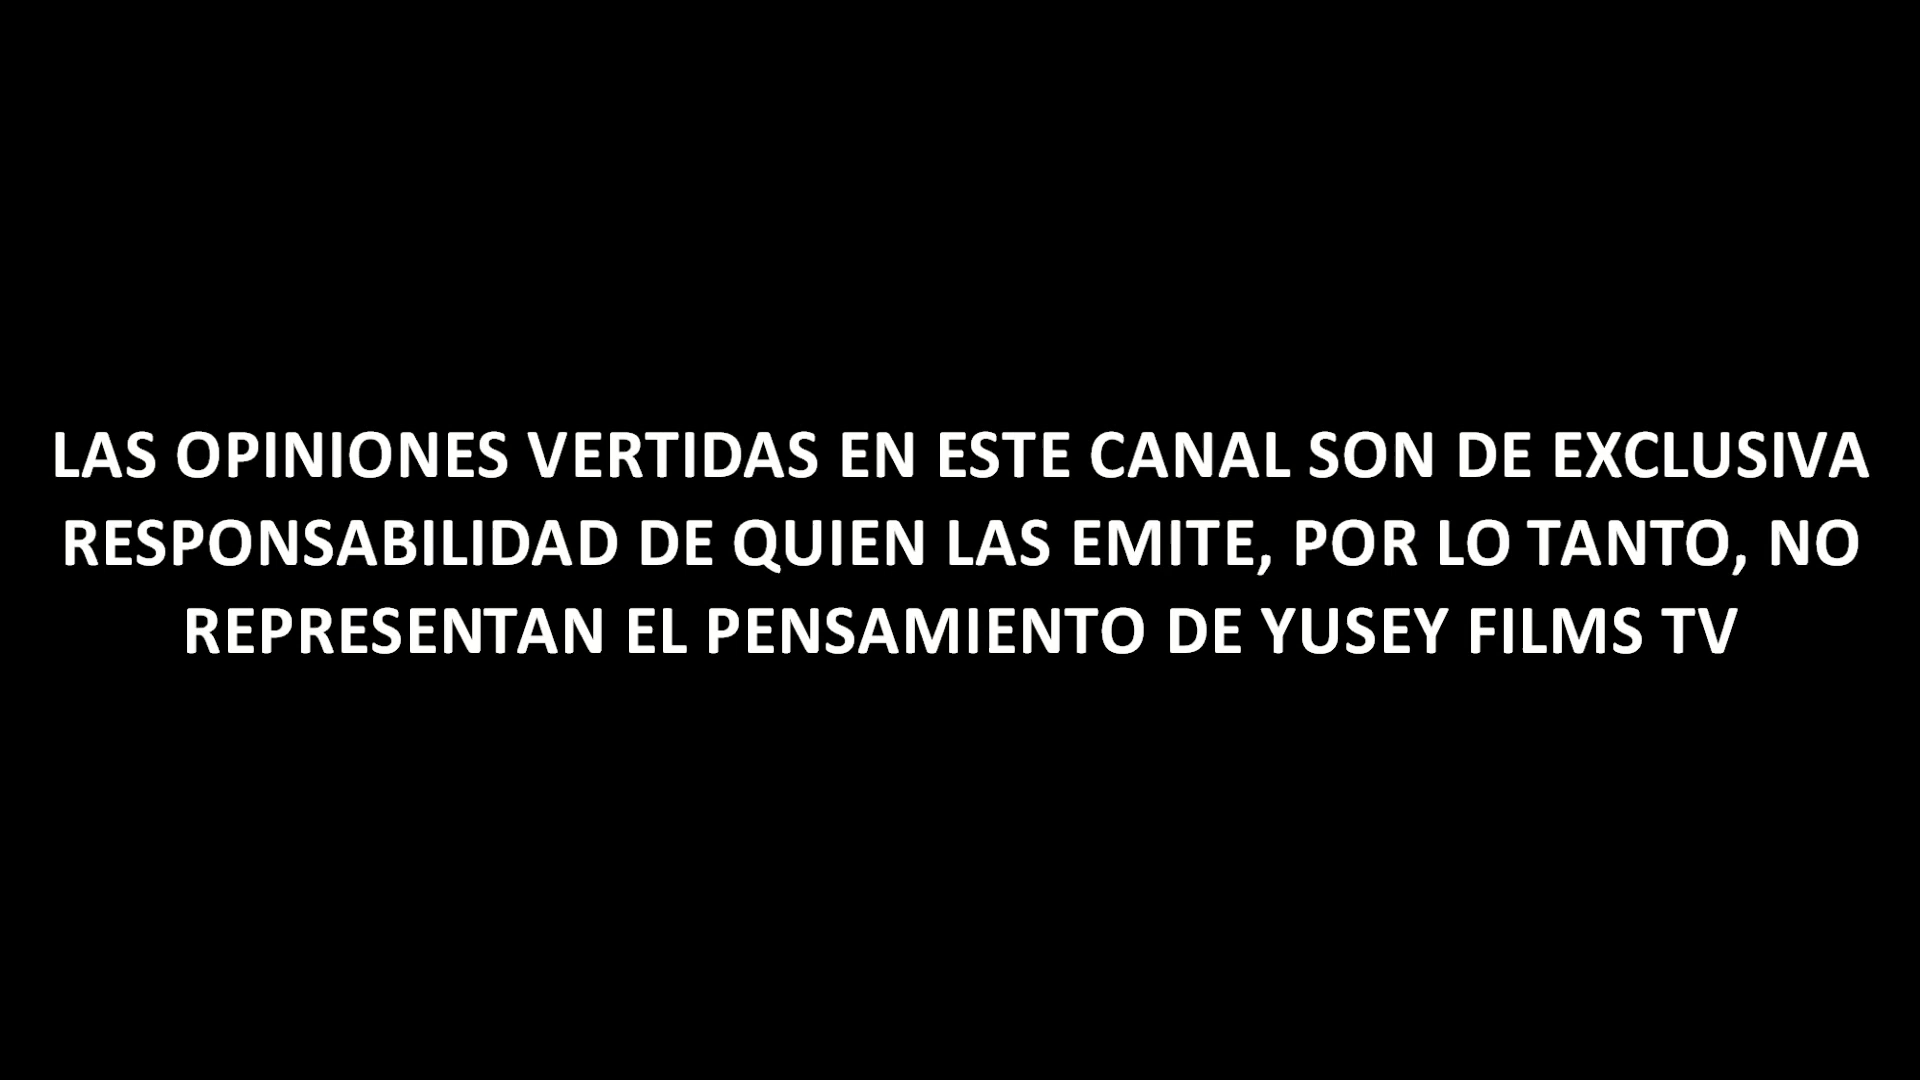 LAS OPINIONES VERTIDAS EN ESTE CANAL SON DE EXCLUSIVA
RESPONSABILIDAD DE QUIEN LAS EMITE, POR LO TANTO, NO
REPRESENTAN EL PENSAMIENTO DE YUSEY FILMS TV